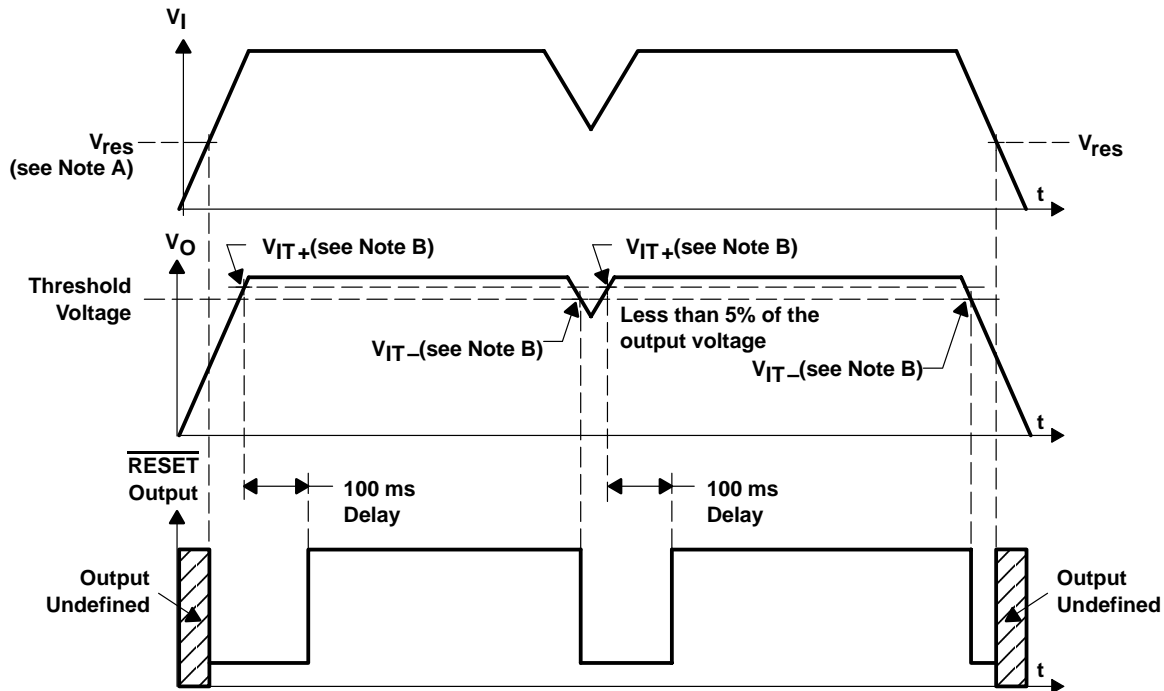 VI
Vres
(see Note A)
Vres
t
VO
VIT+(see Note B)
VIT+(see Note B)
Threshold
Voltage
Less than 5% of the
output voltage
VIT–(see Note B)
VIT–(see Note B)
t
RESET
Output
100 ms
Delay
100 ms
Delay
Output
Undefined
Output
Undefined
t